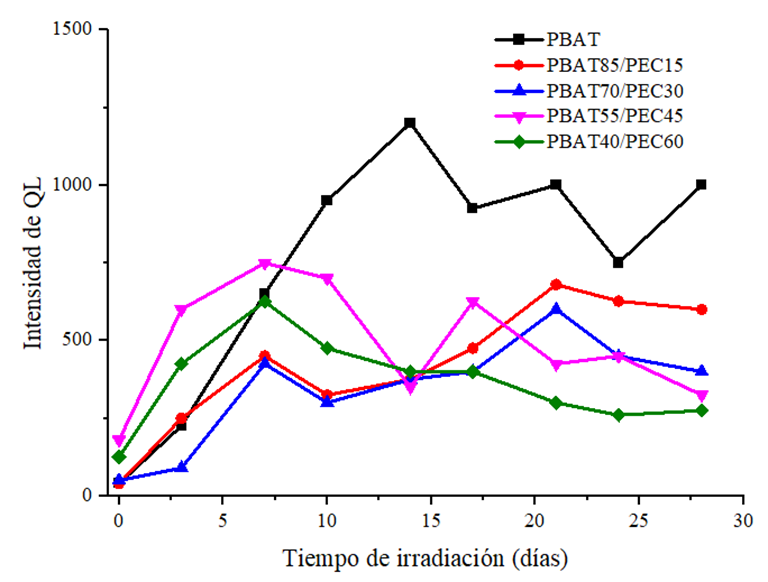 1500
PBAT
PBAT85/PEC15
PBAT70/PEC30
PBAT55/PEC45
PBAT40/PEC60
1000
500
0
Intensidad de QL
0 5 10 15 20 25 30
Tiempo de irradiación (días)